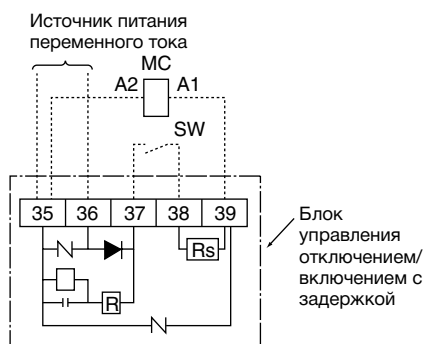 Источник питания
переменного тока
MC
A2
A1
SW
35 36 37 38 39
Rs
R
Блок
управления
отключением/
включением с
задержкой